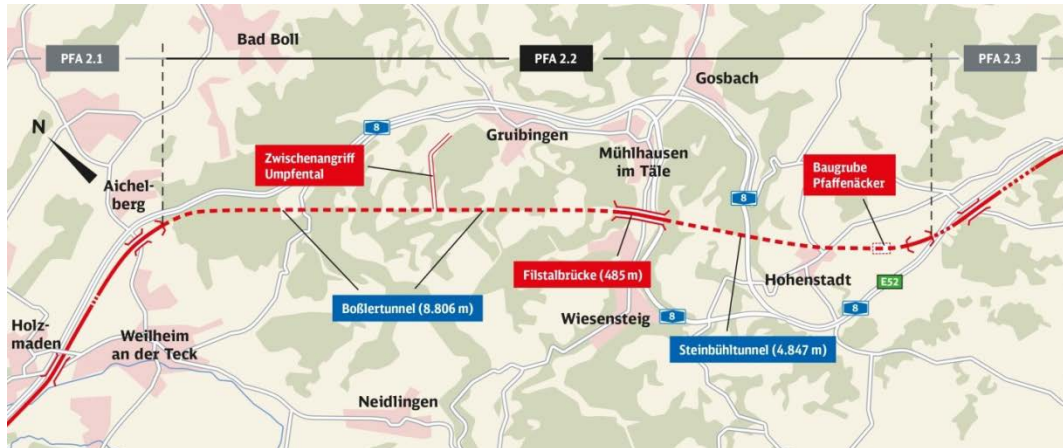 PFA 2.1
Bad Boll
PFA 2.2
Gosbach
PFA 2.3
N
8
Gruibingen
Zwischenangriff
Umpfental
Mühlhausen
im Täle
Baugrube
Pfaffenäcker
Aichel-
berg
8
Filstalbrücke (485 m)
Hohenstadt
E52
Boßlertunnel (8.806 m)
Wiesensteig
8
8
Holz-
maden
Weilheim
an der Teck
Steinbühltunnel (4.847 m)
Neidlingen